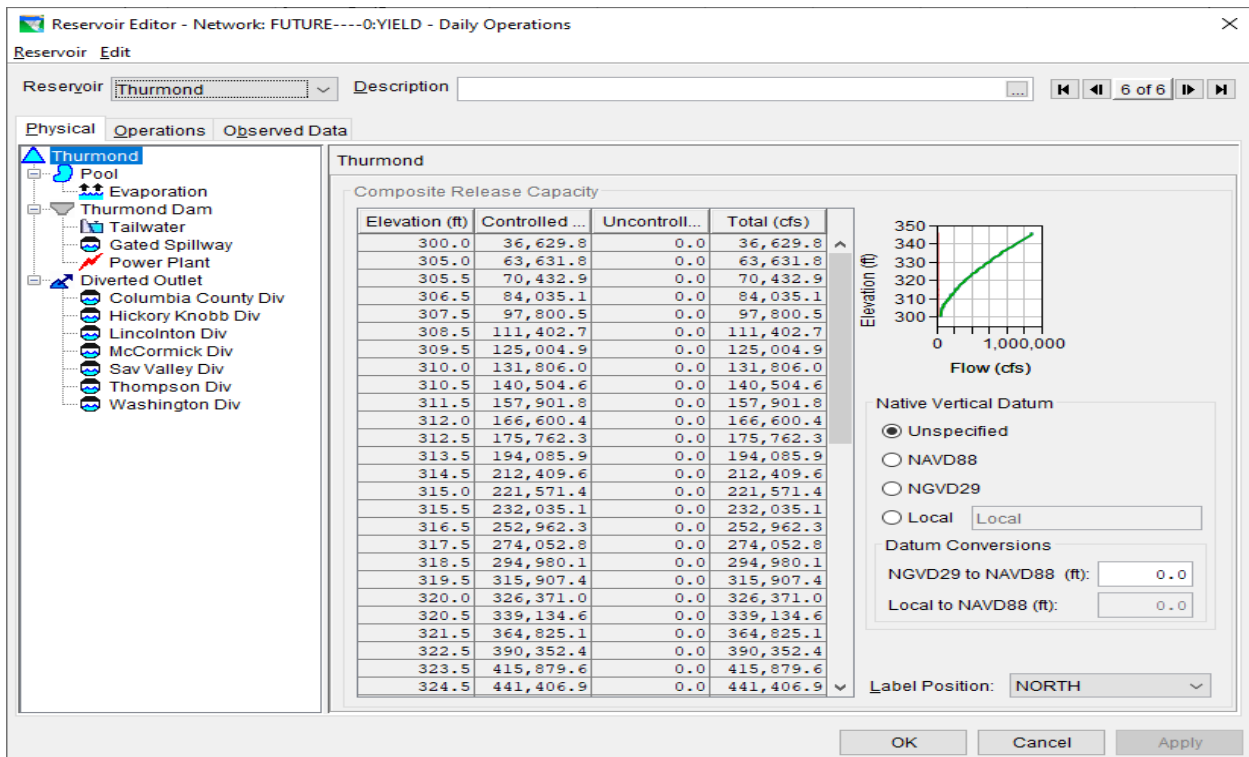 Reservoir Editor - Network: FUTURE----0:YIELD - Daily Operations
Reservoir Edit
Reservoir Thurmond Description ... 6 of 6
Physical Operations Observed Data
Thurmond
Pool
Evaporation
Thurmond Dam
Tailwater
Gated Spillway
Power Plant
Diverted Outlet
Columbia County Div
Hickory Knobb Div
Lincolnton Div
McCormick Div
Sav Valley Div
Thompson Div
Washington Div
Thurmond
Composite Release Capacity
Elevation (ft) Controlled ... Uncontroll... Total (cfs)
300.0 36,629.8 0.0 36,629.8
305.0 63,631.8 0.0 63,631.8
305.5 70,432.9 0.0 70,432.9
306.5 84,035.1 0.0 84,035.1
307.5 97,800.5 0.0 97,800.5
308.5 111,402.7 0.0 111,402.7
309.5 125,004.9 0.0 125,004.9
310.0 131,806.0 0.0 131,806.0
310.5 140,504.6 0.0 140,504.6
311.5 157,901.8 0.0 157,901.8
312.0 166,600.4 0.0 166,600.4
312.5 175,762.3 0.0 175,762.3
313.5 194,085.9 0.0 194,085.9
314.5 212,409.6 0.0 212,409.6
315.0 221,571.4 0.0 221,571.4
315.5 232,035.1 0.0 232,035.1
316.5 252,962.3 0.0 252,962.3
317.5 274,052.8 0.0 274,052.8
318.5 294,980.1 0.0 294,980.1
319.5 315,907.4 0.0 315,907.4
320.0 326,371.0 0.0 326,371.0
320.5 339,134.6 0.0 339,134.6
321.5 364,825.1 0.0 364,825.1
322.5 390,352.4 0.0 390,352.4
323.5 415,879.6 0.0 415,879.6
324.5 441,406.9 0.0 441,406.9
350
340
330
320
310
300
Elevation (ft)
0 1,000,000
Flow (cfs)
Native Vertical Datum
Unspecified
NAVD88
NGVD29
Local Local
Datum Conversions
NGVD29 to NAVD88 (ft): 0.0
Local to NAVD88 (ft): 0.0
Label Position: NORTH
OK Cancel Apply